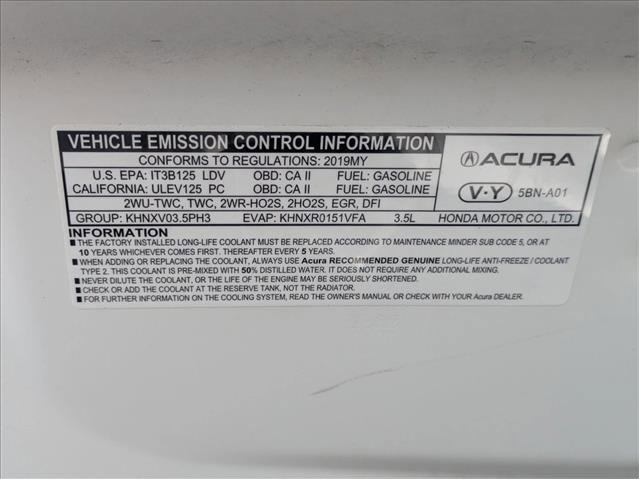 VEHICLE EMISSION CONTROL INFORMATION
CONFORMS TO REGULATIONS: 2019MY
U.S. EPA: IT3B125 LDV OBD: CA II FUEL: GASOLINE
CALIFORNIA: ULEV125 PC OBD: CA II FUEL: GASOLINE
2WU-TWC, TWC, 2WR-HO2S, 2HO2S, EGR, DFI
GROUP: KHNXV03.5PH3 EVAP: KHNXR0151VFA 3.5L
ACURA
V-Y 5BN-A01
HONDA MOTOR CO., LTD.
INFORMATION
■ THE FACTORY INSTALLED LONG-LIFE COOLANT MUST BE REPLACED ACCORDING TO MAINTENANCE MINDER SUB CODE 5, OR AT
10 YEARS WHICHEVER COMES FIRST. THEREAFTER EVERY 5 YEARS.
■ WHEN ADDING OR REPLACING THE COOLANT, ALWAYS USE Acura RECOMMENDED GENUINE LONG-LIFE ANTI-FREEZE / COOLANT
TYPE 2. THIS COOLANT IS PRE-MIXED WITH 50% DISTILLED WATER. IT DOES NOT REQUIRE ANY ADDITIONAL MIXING.
■ NEVER DILUTE THE COOLANT, OR THE LIFE OF THE ENGINE MAY BE SERIOUSLY SHORTENED.
■ CHECK OR ADD THE COOLANT AT THE RESERVE TANK, NOT THE RADIATOR.
■ FOR FURTHER INFORMATION ON THE COOLING SYSTEM, READ THE OWNER'S MANUAL OR CHECK WITH YOUR Acura DEALER.